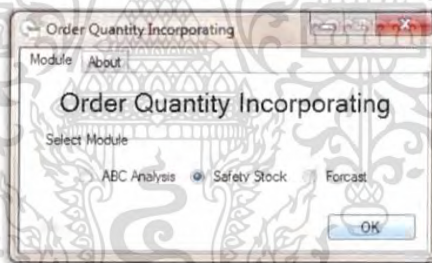 Order Quantity Incorporating
Module About
Order Quantity Incorporating
Select Module
ABC Analysis Safety Stock Forcast
OK